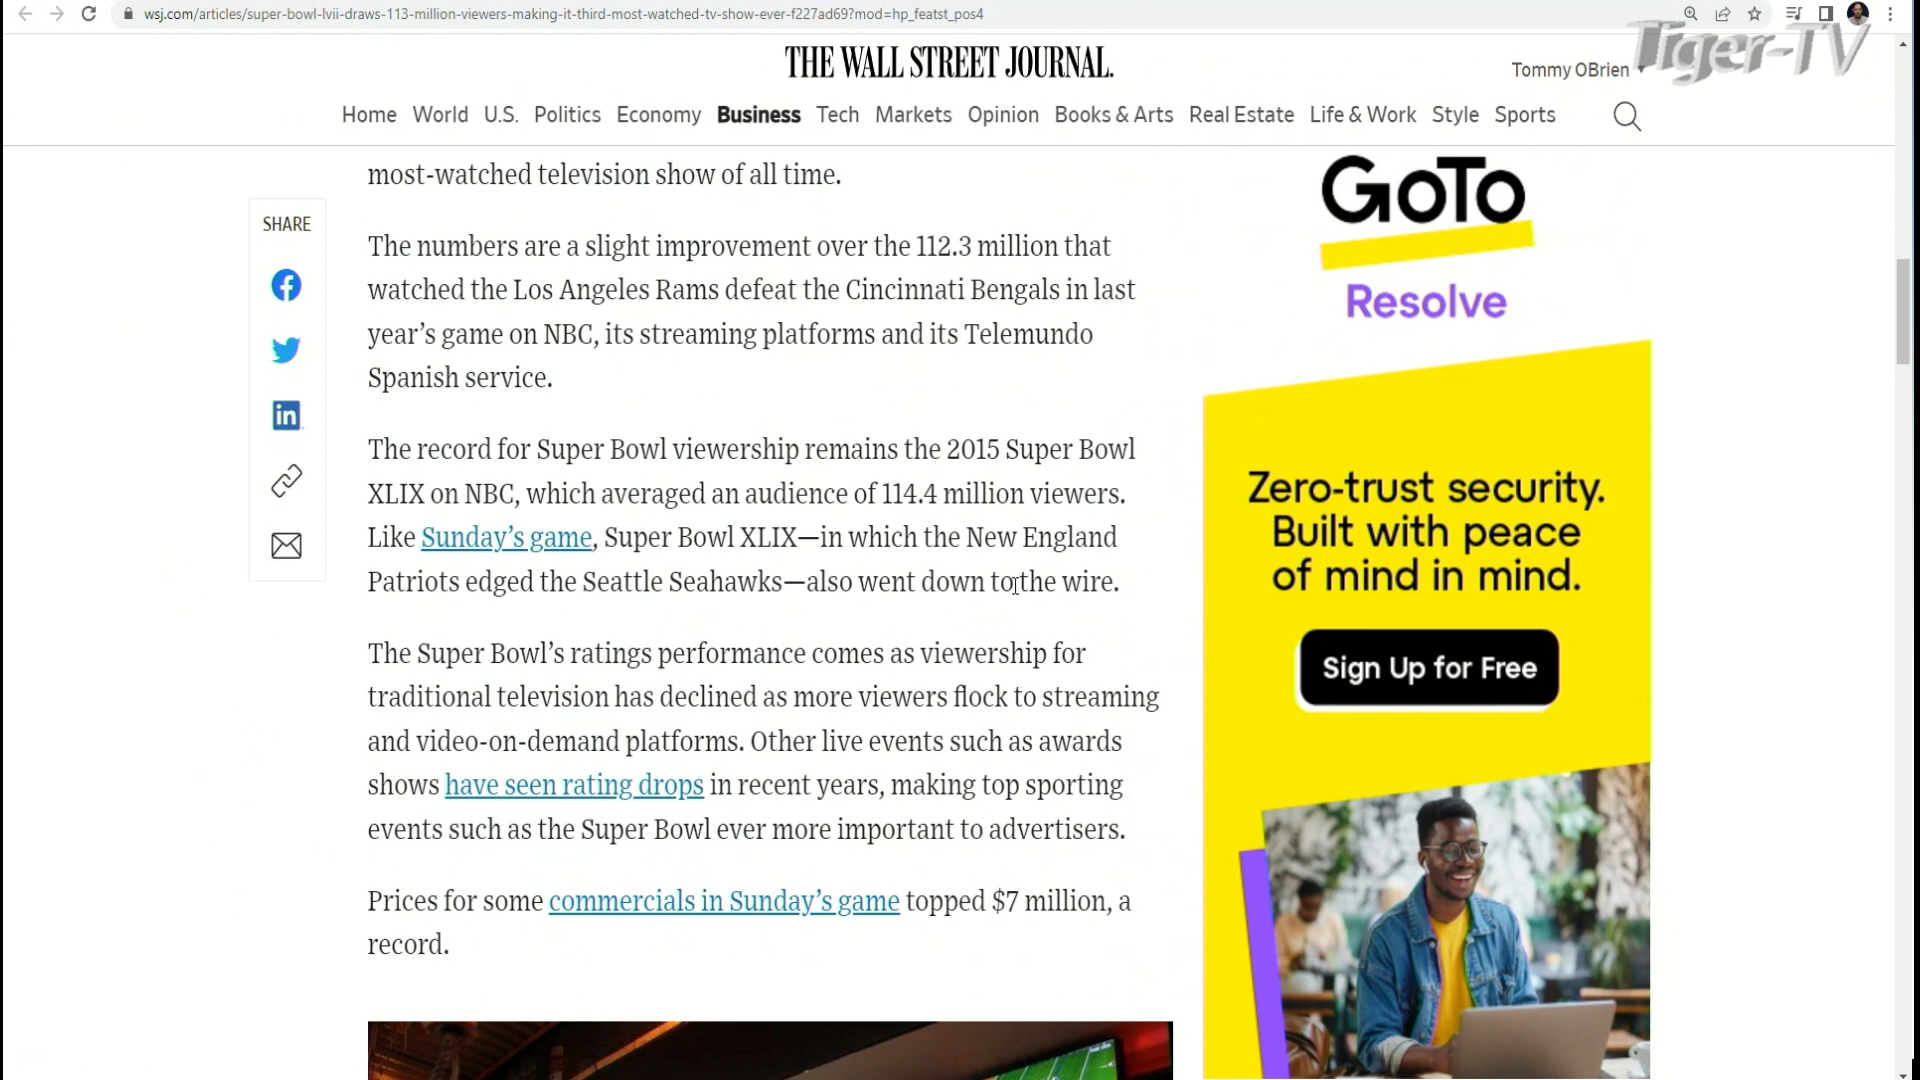 wsj.com/articles/super-bowl-lvii-draws-113-million-viewers-making-it-third-most-watched-tv-show-ever-f227ad69?mod=hp_featst_pos4
Tiger-TV
THE WALL STREET JOURNAL.
Tommy OBrien
Home World U.S. Politics Economy Business Tech Markets Opinion Books & Arts Real Estate Life & Work Style Sports
SHARE
most-watched television show of all time.
The numbers are a slight improvement over the 112.3 million that
watched the Los Angeles Rams defeat the Cincinnati Bengals in last
year’s game on NBC, its streaming platforms and its Telemundo
Spanish service.
The record for Super Bowl viewership remains the 2015 Super Bowl
XLIX on NBC, which averaged an audience of 114.4 million viewers.
Like Sunday’s game, Super Bowl XLIX—in which the New England
Patriots edged the Seattle Seahawks—also went down to the wire.
The Super Bowl’s ratings performance comes as viewership for
traditional television has declined as more viewers flock to streaming
and video-on-demand platforms. Other live events such as awards
shows have seen rating drops in recent years, making top sporting
events such as the Super Bowl ever more important to advertisers.
Prices for some commercials in Sunday’s game topped $7 million, a
record.
GoTo
Resolve
Zero-trust security.
Built with peace
of mind in mind.
Sign Up for Free